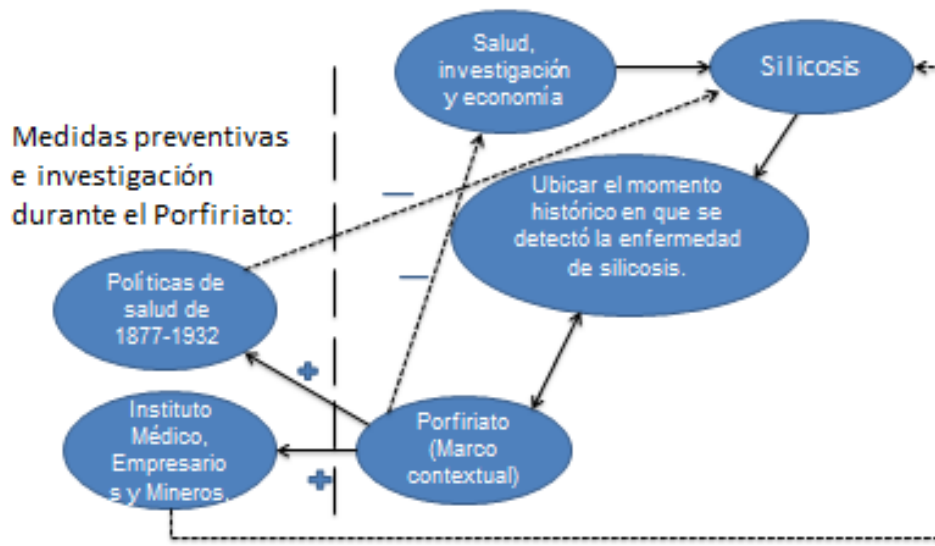 Salud,
investigación
y economía
Silicosis
Medidas preventivas
e investigación
durante el Porfiriato:
Ubicar el momento
histórico en que se
detectó la enfermedad
de silicosis.
Políticas de
salud de
1877-1932
Instituto
Médico,
Empresario
s y Mineros.
Porfiriato
(Marco
contextual)